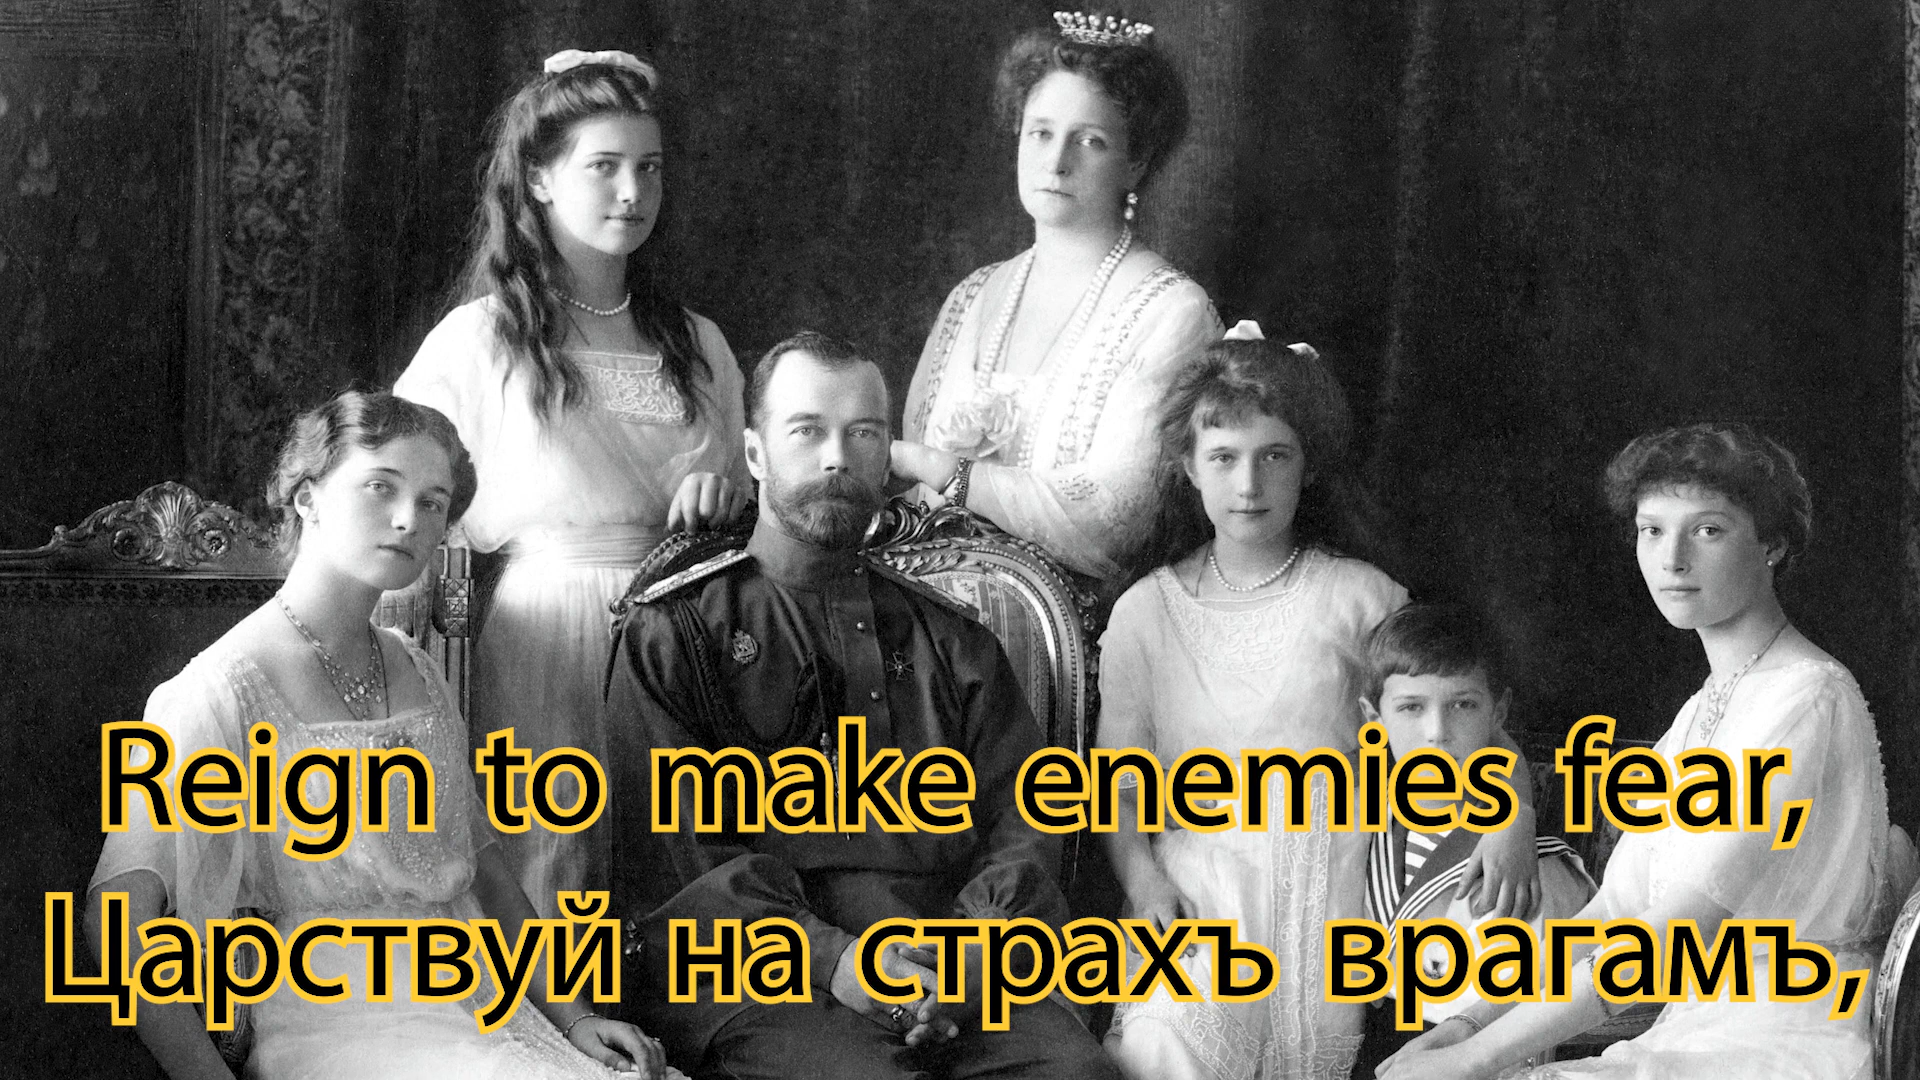 Reign to make enemies fear,
Царствуй на страхъ врагамъ,